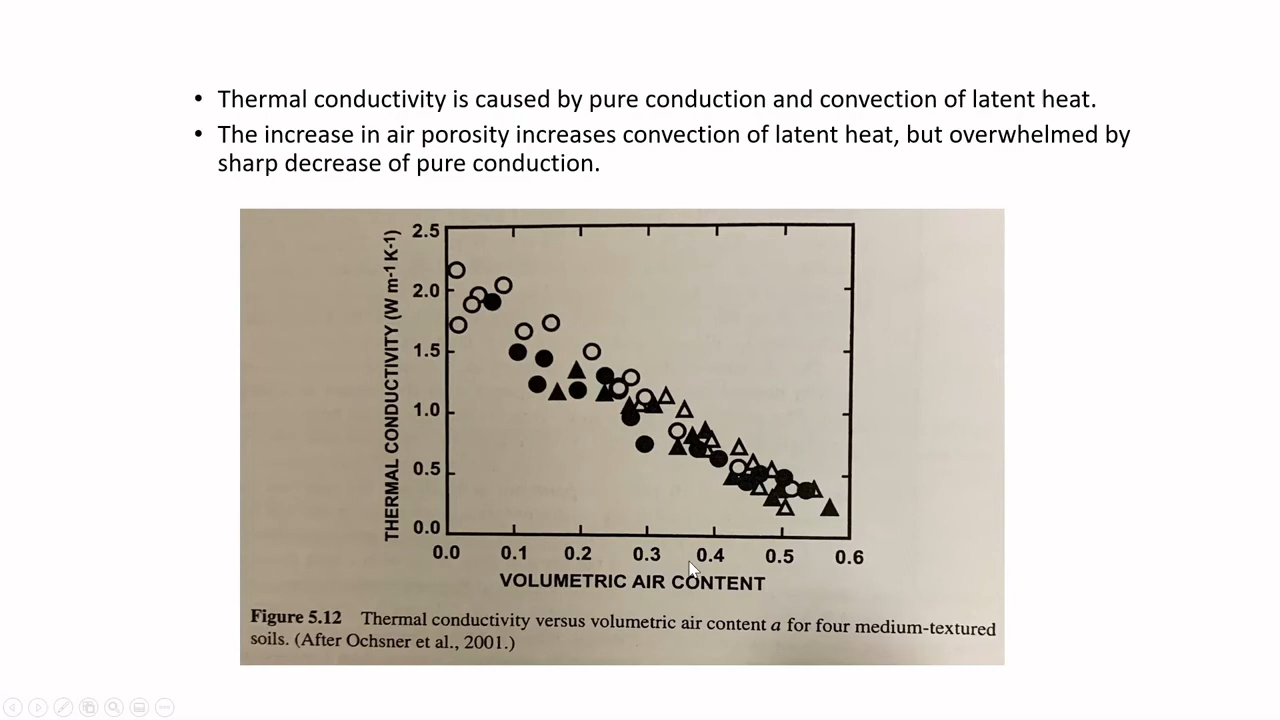 • Thermal conductivity is caused by pure conduction and convection of latent heat.
• The increase in air porosity increases convection of latent heat, but overwhelmed by
sharp decrease of pure conduction.
THERMAL CONDUCTIVITY (W m-1 K-1)
2.5
2.0
1.5
1.0
0.5
0.0
0.0 0.1 0.2 0.3 0.4 0.5 0.6
VOLUMETRIC AIR CONTENT
Figure 5.12 Thermal conductivity versus volumetric air content a for four medium-textured
soils. (After Ochsner et al., 2001.)